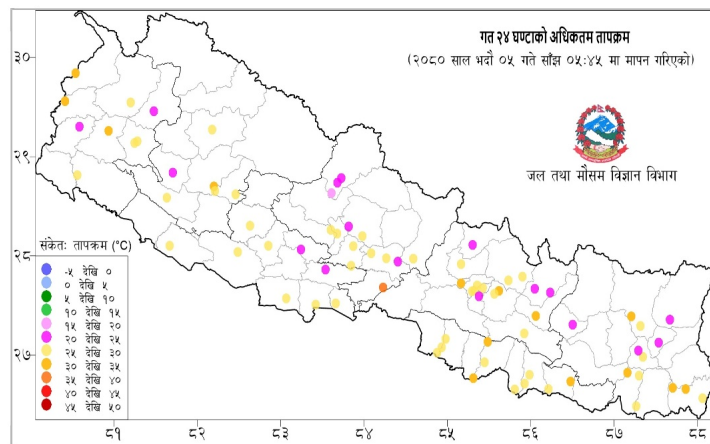 गत २४ घण्टाको अधिकतम तापक्रम
(२०८० साल भदौ ०५ गते साँझ ०५:४५ मा मापन गरिएको)
जल तथा मौसम विज्ञान विभाग
संकेतः तापक्रम (°C)
-५ देखि ०
० देखि ५
५ देखि १०
१० देखि १५
१५ देखि २०
२० देखि २५
२५ देखि ३०
३० देखि ३५
३५ देखि ४०
४० देखि ४५
४५ देखि ५०
३०
२९
२८
२७
८१ ८२ ८३ ८४ ८५ ८६ ८७ ८८